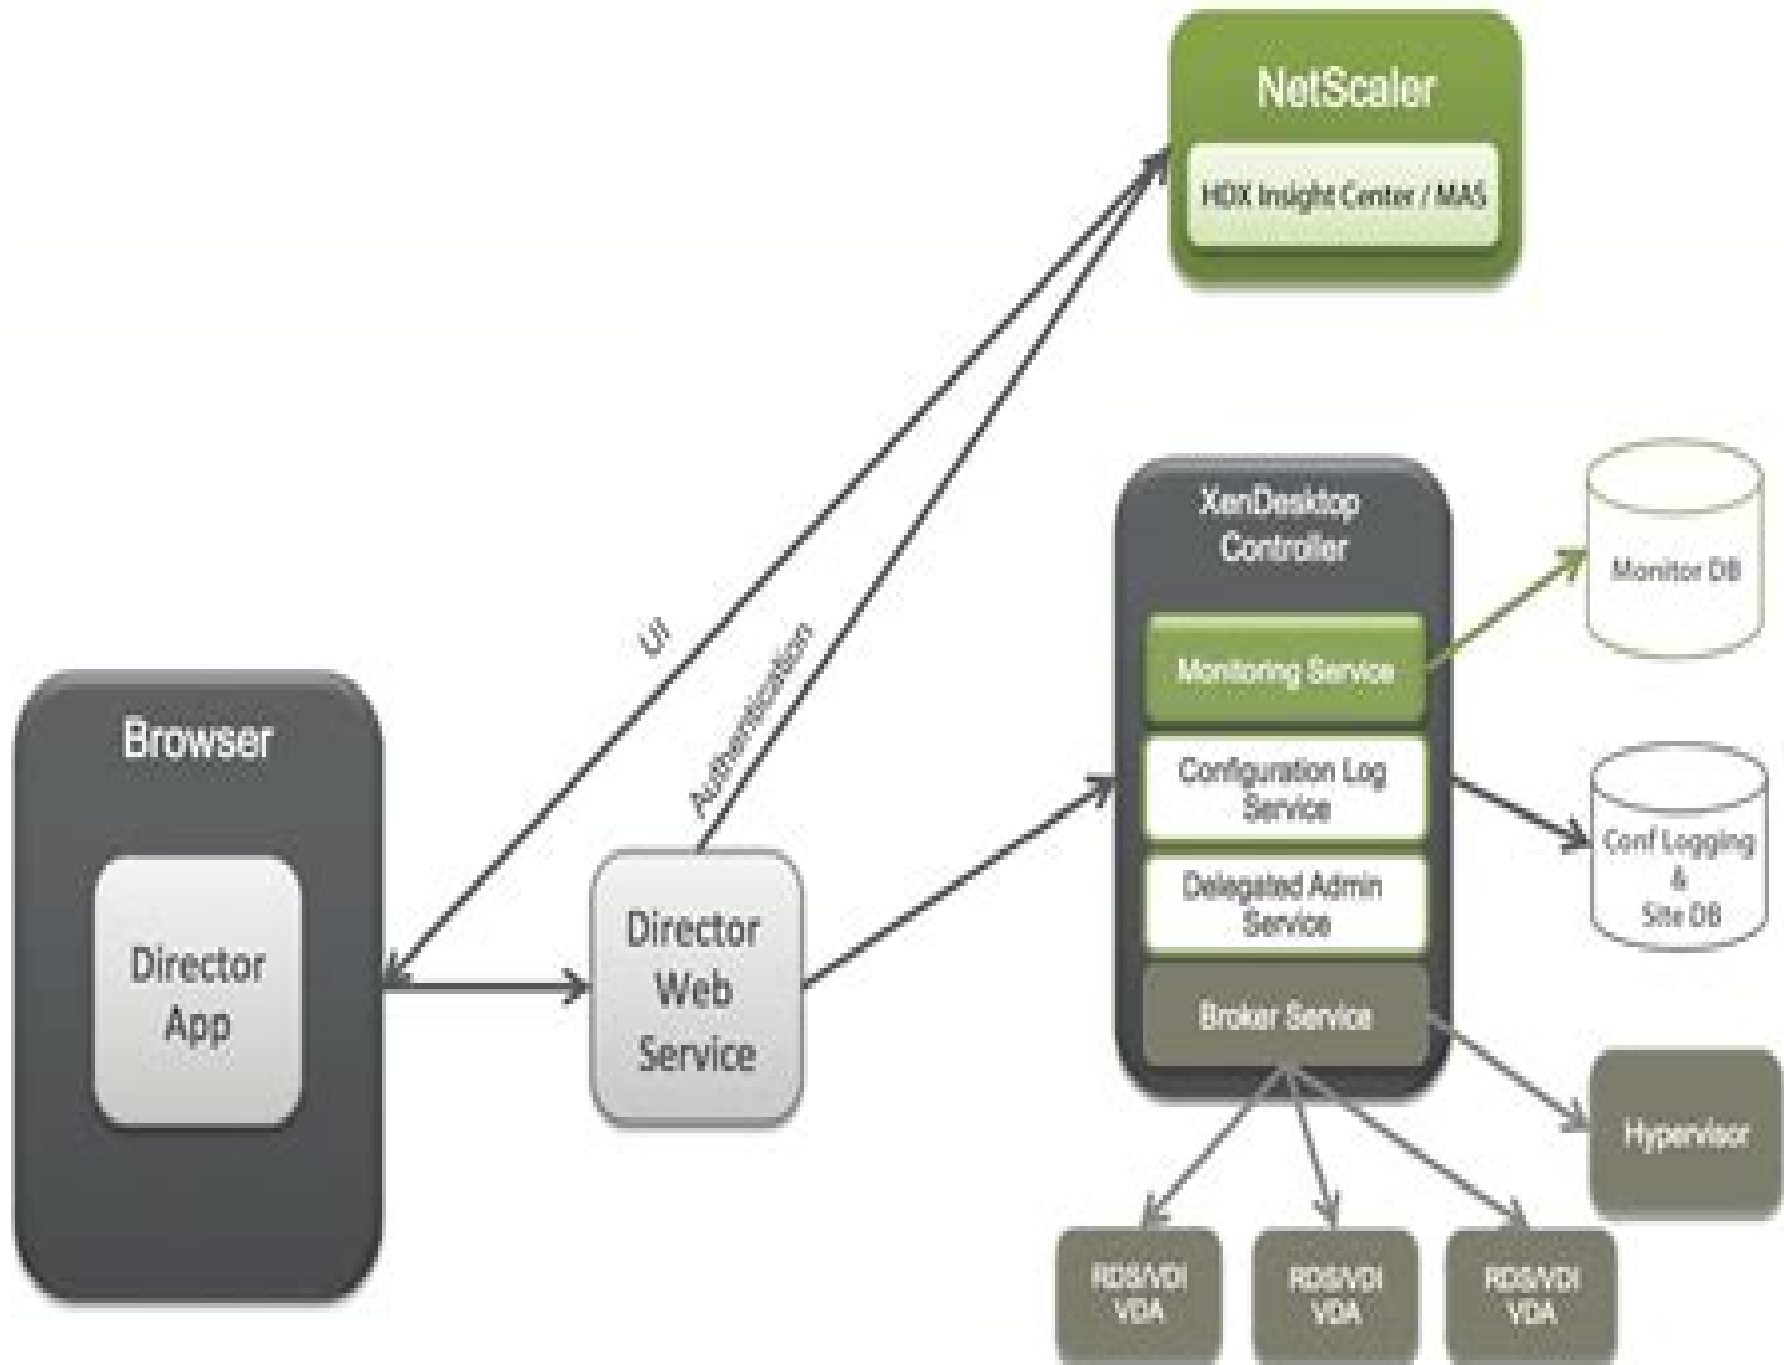 NetScaler
HDX Insight Center / MAS
XenDesktop
Controller
Monitor DB
UI
Authentication
Monitoring Service
Browser
Configuration Log
Service
Conf Logging
&
Site DB
Delegated Admin
Service
Director
App
Director
Web
Service
Broker Service
Hypervisor
RDS/VDI
VDA
RDS/VDI
VDA
RDS/VDI
VDA